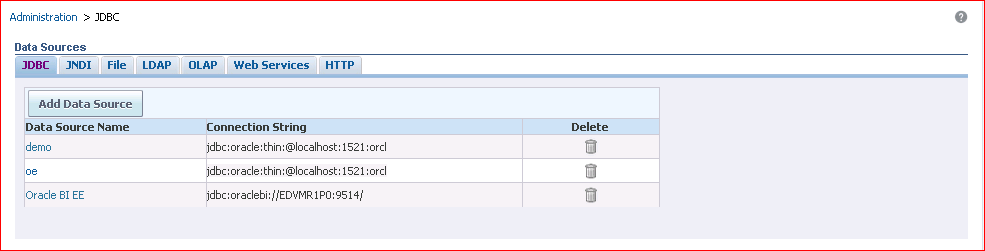 Administration > JDBC
?
Data Sources
JDBC JNDI File LDAP OLAP Web Services HTTP
Add Data Source
Data Source Name Connection String Delete
demo jdbc:oracle:thin:@localhost:1521:orcl
oe jdbc:oracle:thin:@localhost:1521:orcl
Oracle BI EE jdbc:oraclebi://EDVMR1P0:9514/